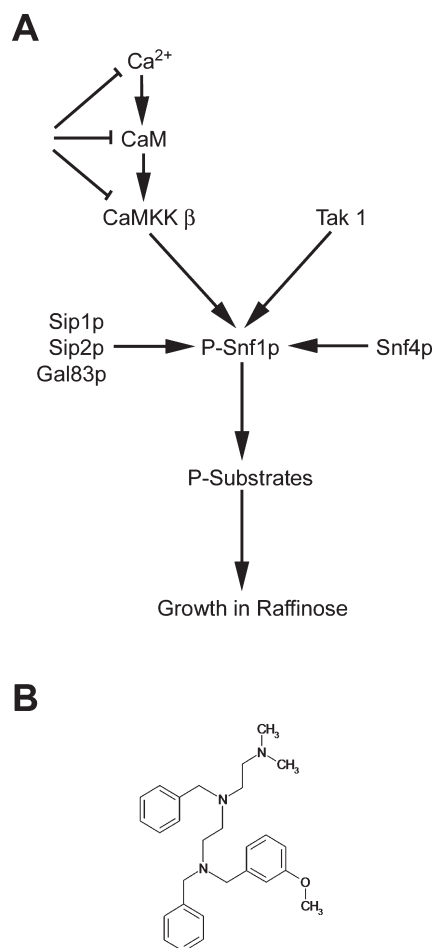 A
Ca²⁺
CaM
CaMKK β
Tak 1
Sip1p
Sip2p
Gal83p
P-Snf1p
Snf4p
P-Substrates
Growth in Raffinose
B
CH₃
N
CH₃
N
N
O
CH₃